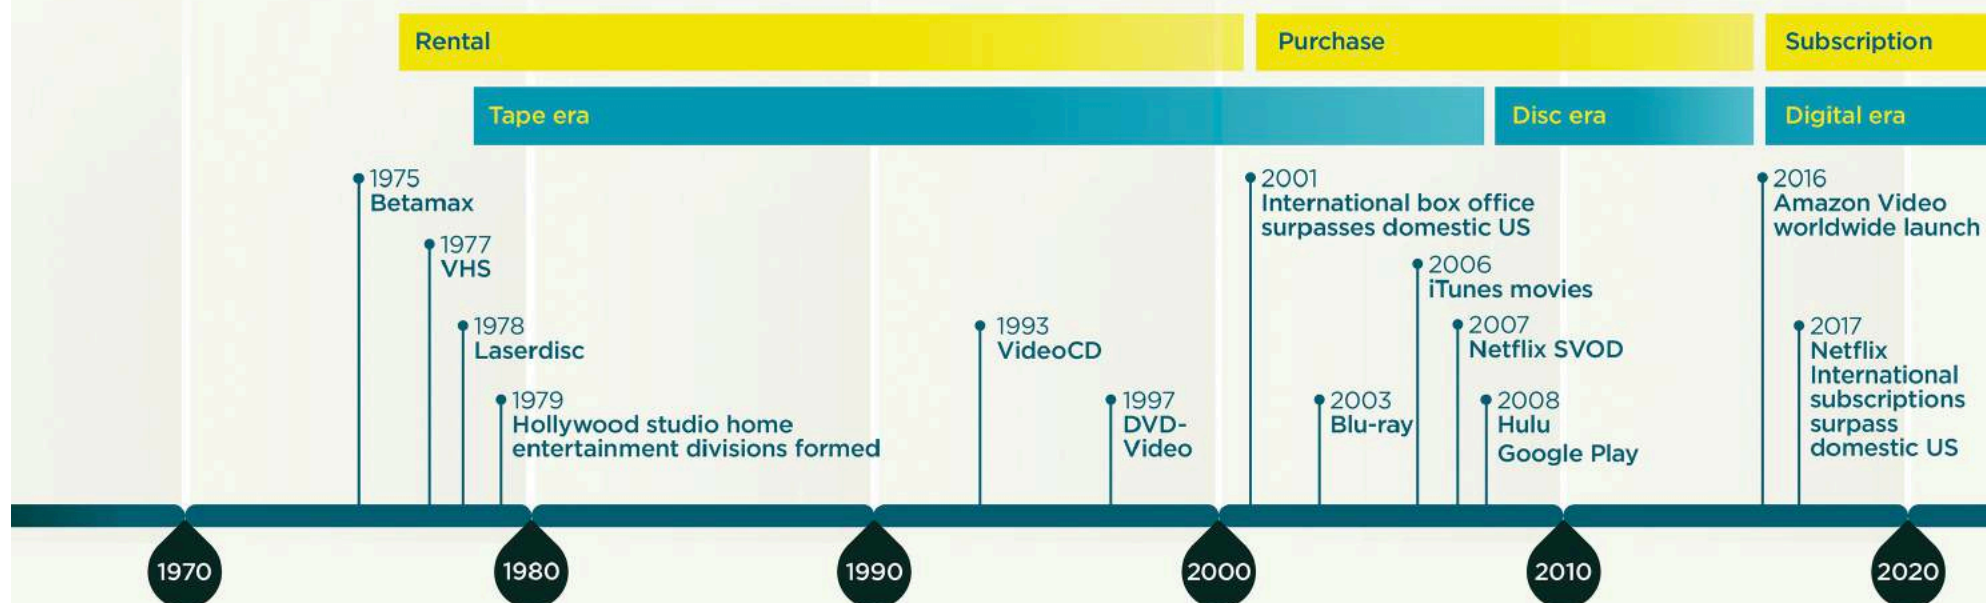 Rental
Purchase
Subscription
Tape era
Disc era
Digital era
1975
Betamax
1977
VHS
1978
Laserdisc
1979
Hollywood studio home
entertainment divisions formed
1993
VideoCD
1997
DVD-
Video
2001
International box office
surpasses domestic US
2003
Blu-ray
2006
iTunes movies
2007
Netflix SVOD
2008
Hulu
Google Play
2016
Amazon Video
worldwide launch
2017
Netflix
International
subscriptions
surpass
domestic US
1970
1980
1990
2000
2010
2020